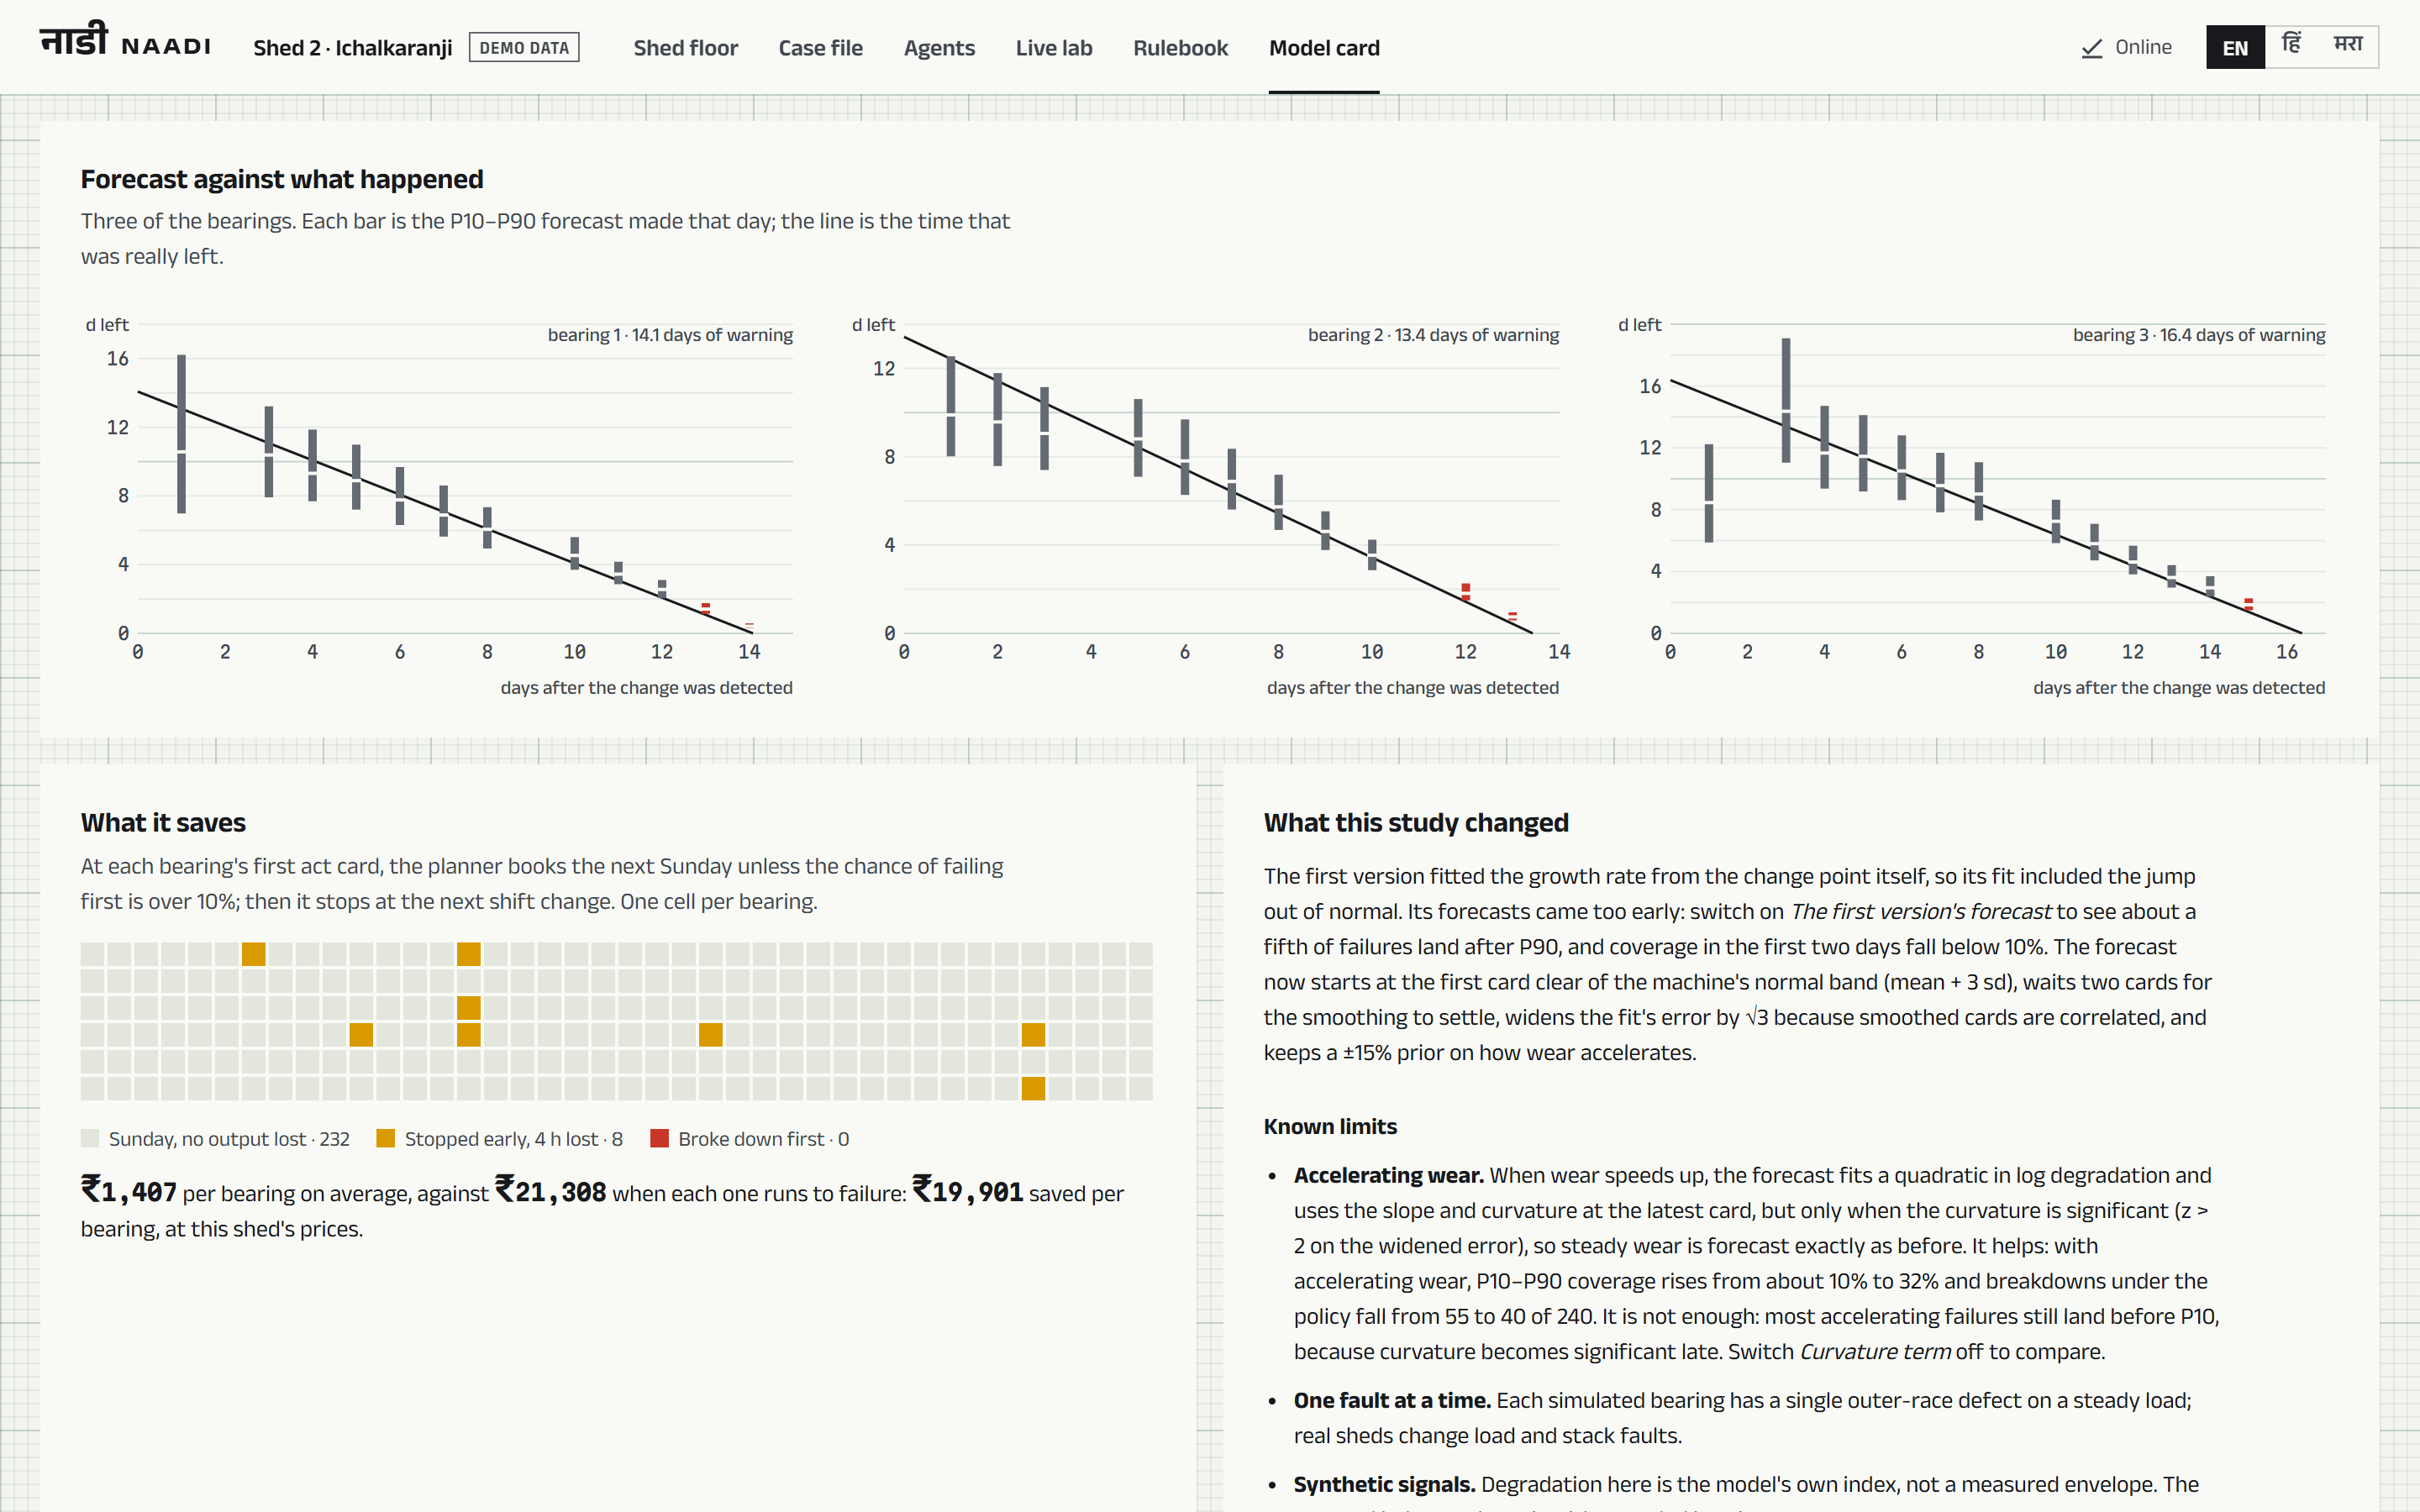 नाडी NAADI Shed 2 · Ichalkaranji DEMO DATA Shed floor Case file Agents Live lab Rulebook Model card Online EN हिं मरा
Forecast against what happened
Three of the bearings. Each bar is the P10–P90 forecast made that day; the line is the time that
was really left.
d left
bearing 1 · 14.1 days of warning
16
12
8
4
0
0 2 4 6 8 10 12 14
days after the change was detected
d left
bearing 2 · 13.4 days of warning
12
8
4
0
0 2 4 6 8 10 12 14
days after the change was detected
d left
bearing 3 · 16.4 days of warning
16
12
8
4
0
0 2 4 6 8 10 12 14 16
days after the change was detected
What it saves
At each bearing's first act card, the planner books the next Sunday unless the chance of failing
first is over 10%; then it stops at the next shift change. One cell per bearing.
Sunday, no output lost · 232 Stopped early, 4 h lost · 8 Broke down first · 0
₹1,407 per bearing on average, against ₹21,308 when each one runs to failure: ₹19,901 saved per
bearing, at this shed's prices.
What this study changed
The first version fitted the growth rate from the change point itself, so its fit included the jump
out of normal. Its forecasts came too early: switch on The first version's forecast to see about a
fifth of failures land after P90, and coverage in the first two days fall below 10%. The forecast
now starts at the first card clear of the machine's normal band (mean + 3 sd), waits two cards for
the smoothing to settle, widens the fit's error by √3 because smoothed cards are correlated, and
keeps a ±15% prior on how wear accelerates.
Known limits
• Accelerating wear. When wear speeds up, the forecast fits a quadratic in log degradation and
uses the slope and curvature at the latest card, but only when the curvature is significant (z >
2 on the widened error), so steady wear is forecast exactly as before. It helps: with
accelerating wear, P10–P90 coverage rises from about 10% to 32% and breakdowns under the
policy fall from 55 to 40 of 240. It is not enough: most accelerating failures still land before P10,
because curvature becomes significant late. Switch Curvature term off to compare.
• One fault at a time. Each simulated bearing has a single outer-race defect on a steady load;
real sheds change load and stack faults.
• Synthetic signals. Degradation here is the model's own index, not a measured envelope. The